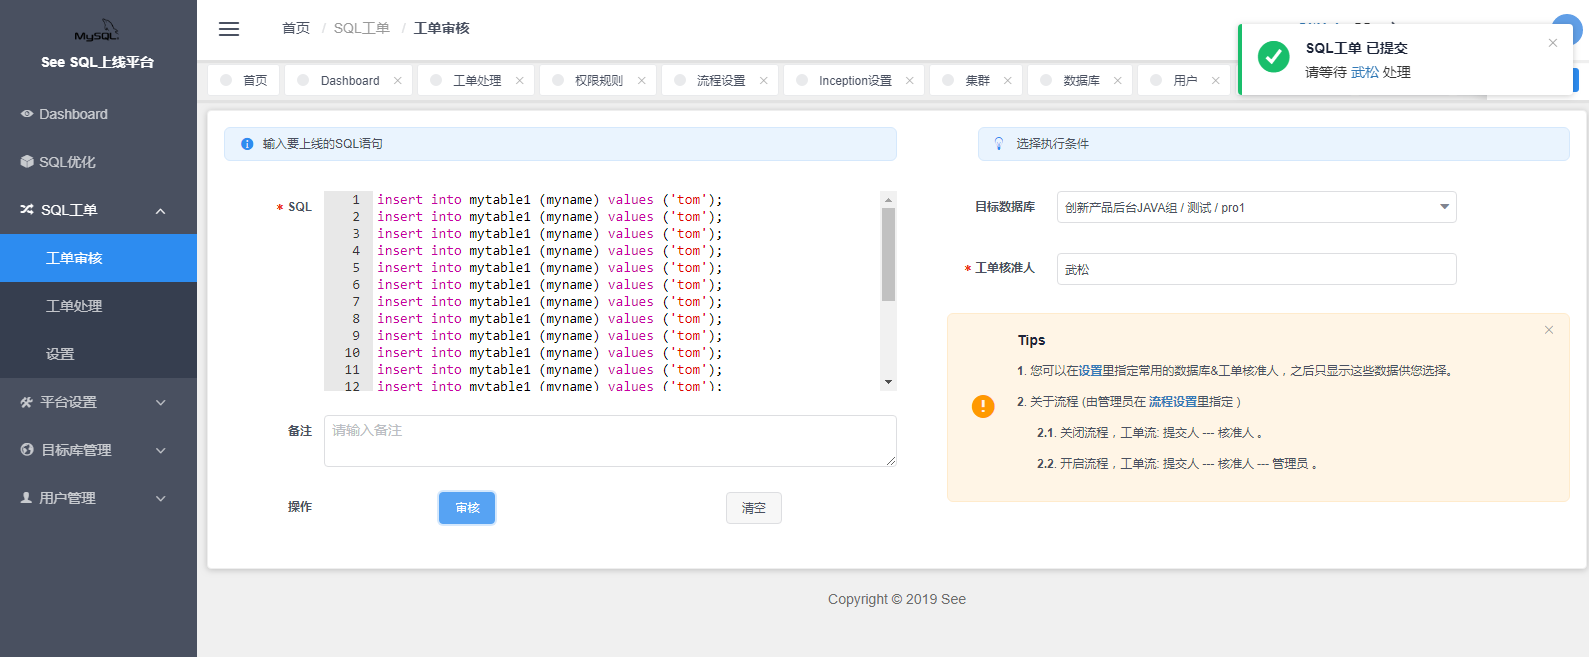 MySQL
See SQL上线平台
Dashboard
SQL优化
SQL工单
工单审核
工单处理
设置
平台设置
目标库管理
用户管理
首页 / SQL工单 / 工单审核
SQL工单 已提交
请等待 武松 处理
首页 Dashboard 工单处理 权限规则 流程设置 Inception设置 集群 数据库 用户
输入要上线的SQL语句
选择执行条件
* SQL
1 insert into mytable1 (myname) values ('tom');
2 insert into mytable1 (myname) values ('tom');
3 insert into mytable1 (myname) values ('tom');
4 insert into mytable1 (myname) values ('tom');
5 insert into mytable1 (myname) values ('tom');
6 insert into mytable1 (myname) values ('tom');
7 insert into mytable1 (myname) values ('tom');
8 insert into mytable1 (myname) values ('tom');
9 insert into mytable1 (myname) values ('tom');
10 insert into mytable1 (myname) values ('tom');
11 insert into mytable1 (myname) values ('tom');
12 insert into mytable1 (myname) values ('tom');
备注 请输入备注
操作 审核 清空
目标数据库 创新产品后台JAVA组 / 测试 / pro1
* 工单核准人 武松
Tips
1. 您可以在设置里指定常用的数据库&工单核准人，之后只显示这些数据供您选择。
2. 关于流程 (由管理员在 流程设置里指定 )
2.1. 关闭流程，工单流: 提交人 --- 核准人 。
2.2. 开启流程，工单流: 提交人 --- 核准人 --- 管理员 。
Copyright © 2019 See